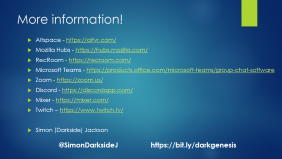 More information!
Altspace - https://altvr.com/
Mozilla Hubs - https://hubs.mozilla.com/
RecRoom - https://recroom.com/
Microsoft Teams - https://products.office.com/microsoft-teams/group-chat-software
Zoom - https://zoom.us/
Discord - https://discordapp.com/
Mixer - https://mixer.com/
Twitch – https://www.twitch.tv/
Simon (Darkside) Jackson
@SimonDarksideJ https://bit.ly/darkgenesis